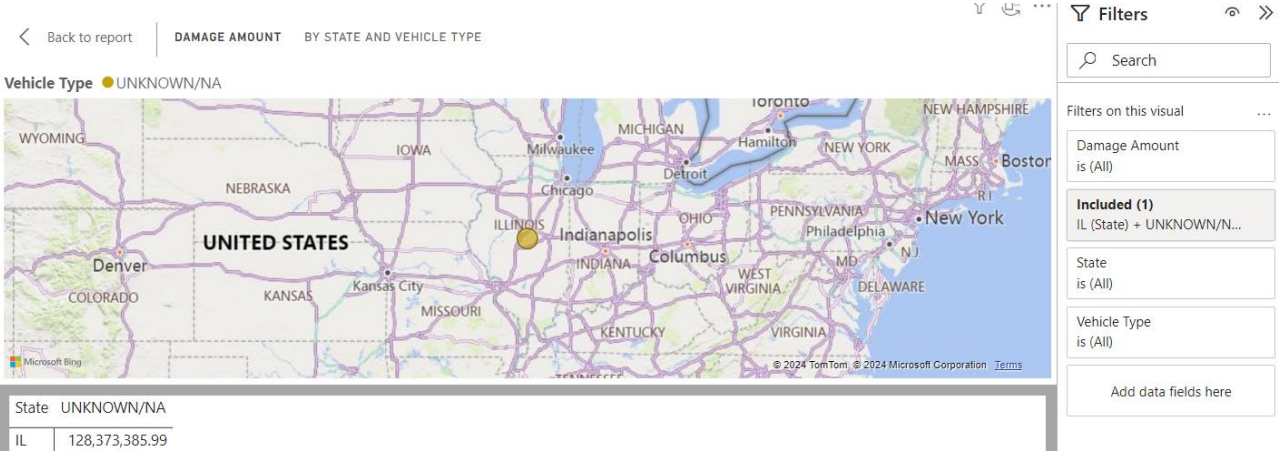 Back to report
DAMAGE AMOUNT BY STATE AND VEHICLE TYPE
Vehicle Type UNKNOWN/NA
WYOMING
IOWA
NEBRASKA
UNITED STATES
Denver
COLORADO
KANSAS
Kansas City
MISSOURI
Milwaukee
Chicago
ILLINOIS
MICHIGAN
Detroit
Toronto
Hamilton
NEW YORK
NEW HAMPSHIRE
MASS
Boston
R.I.
Indianapolis
INDIANA
OHIO
Columbus
PENNSYLVANIA
Philadelphia
New York
NJ
MD
DELAWARE
WEST
VIRGINIA
KENTUCKY
VIRGINIA
TENNESSEE
Microsoft Bing
© 2024 TomTom, © 2024 Microsoft Corporation Terms
State UNKNOWN/NA
IL 128,373,385.99
Filters
Search
Filters on this visual
Damage Amount
is (All)
Included (1)
IL (State) + UNKNOWN/N...
State
is (All)
Vehicle Type
is (All)
Add data fields here